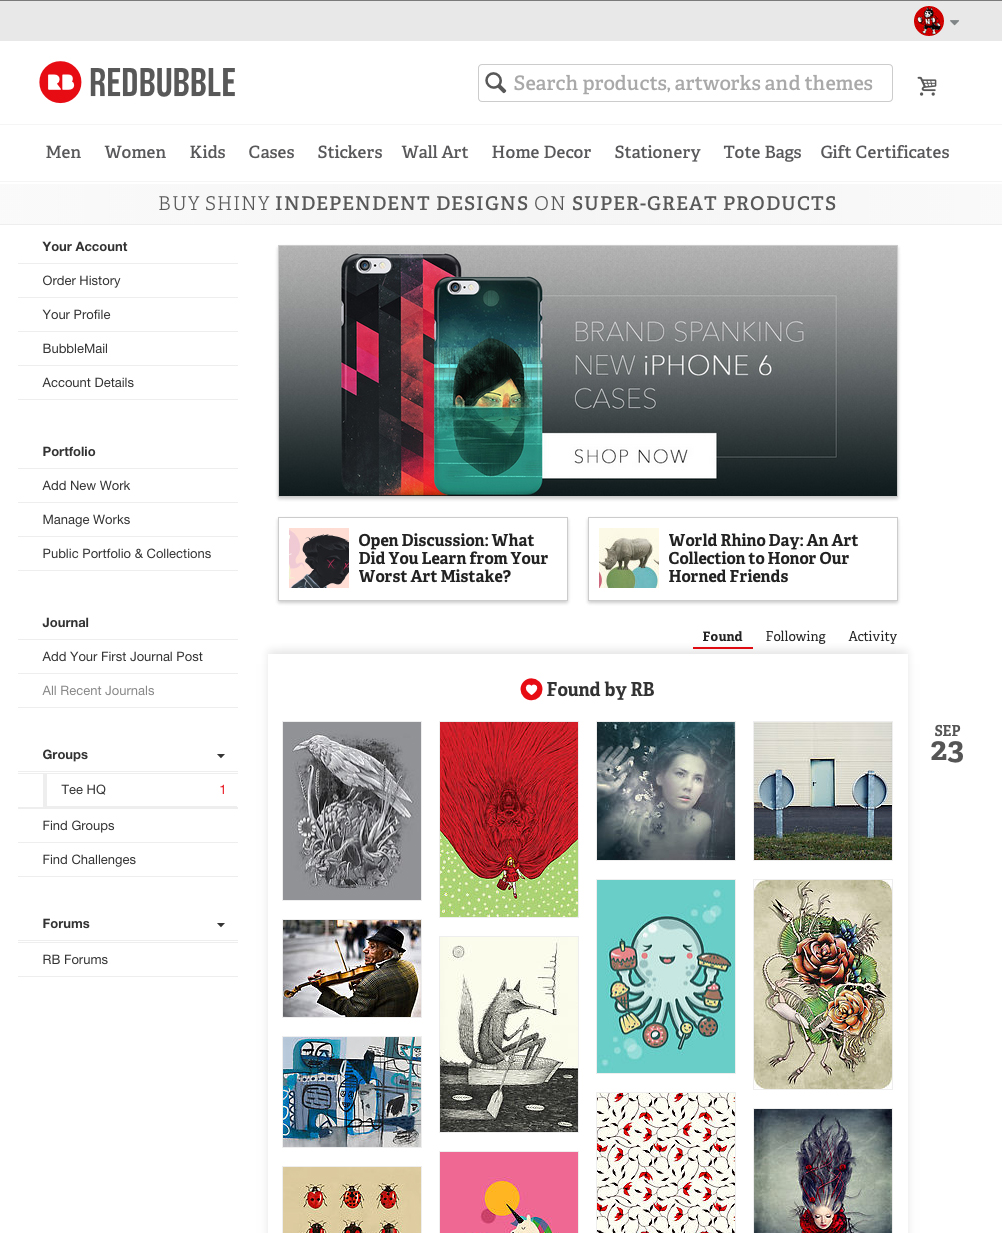 RB REDBUBBLE
Search products, artworks and themes
Men Women Kids Cases Stickers Wall Art Home Decor Stationery Tote Bags Gift Certificates
BUY SHINY INDEPENDENT DESIGNS ON SUPER-GREAT PRODUCTS
Your Account
Order History
Your Profile
BubbleMail
Account Details
Portfolio
Add New Work
Manage Works
Public Portfolio & Collections
Journal
Add Your First Journal Post
All Recent Journals
Groups
Tee HQ 1
Find Groups
Find Challenges
Forums
RB Forums
BRAND SPANKING
NEW iPHONE 6
CASES
SHOP NOW
Open Discussion: What
Did You Learn from Your
Worst Art Mistake?
World Rhino Day: An Art
Collection to Honor Our
Horned Friends
Found Following Activity
Found by RB
SEP
23